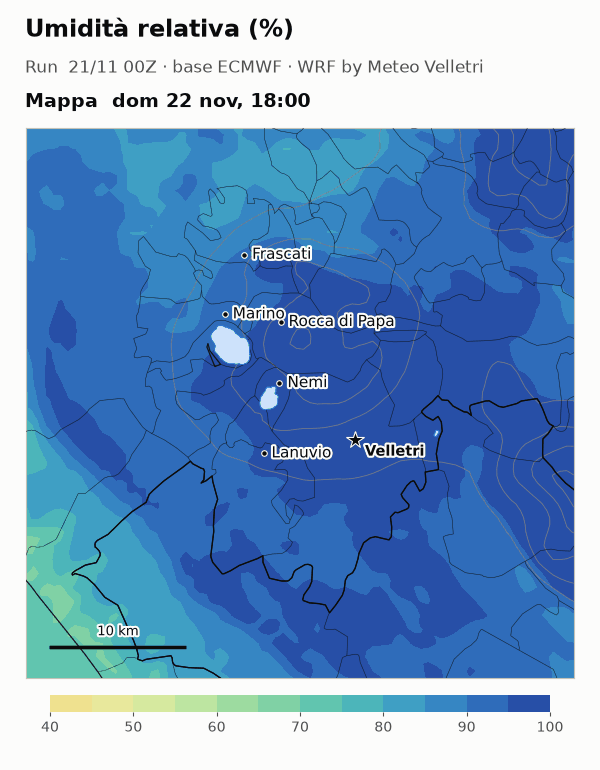 Umidità relativa (%)
Run  21/11 00Z · base ECMWF · WRF by Meteo Velletri
Mappa  dom 22 nov, 18:00
Frascati
Marino
Rocca di Papa
Nemi
Velletri
Lanuvio
10 km
40 50 60 70 80 90 100